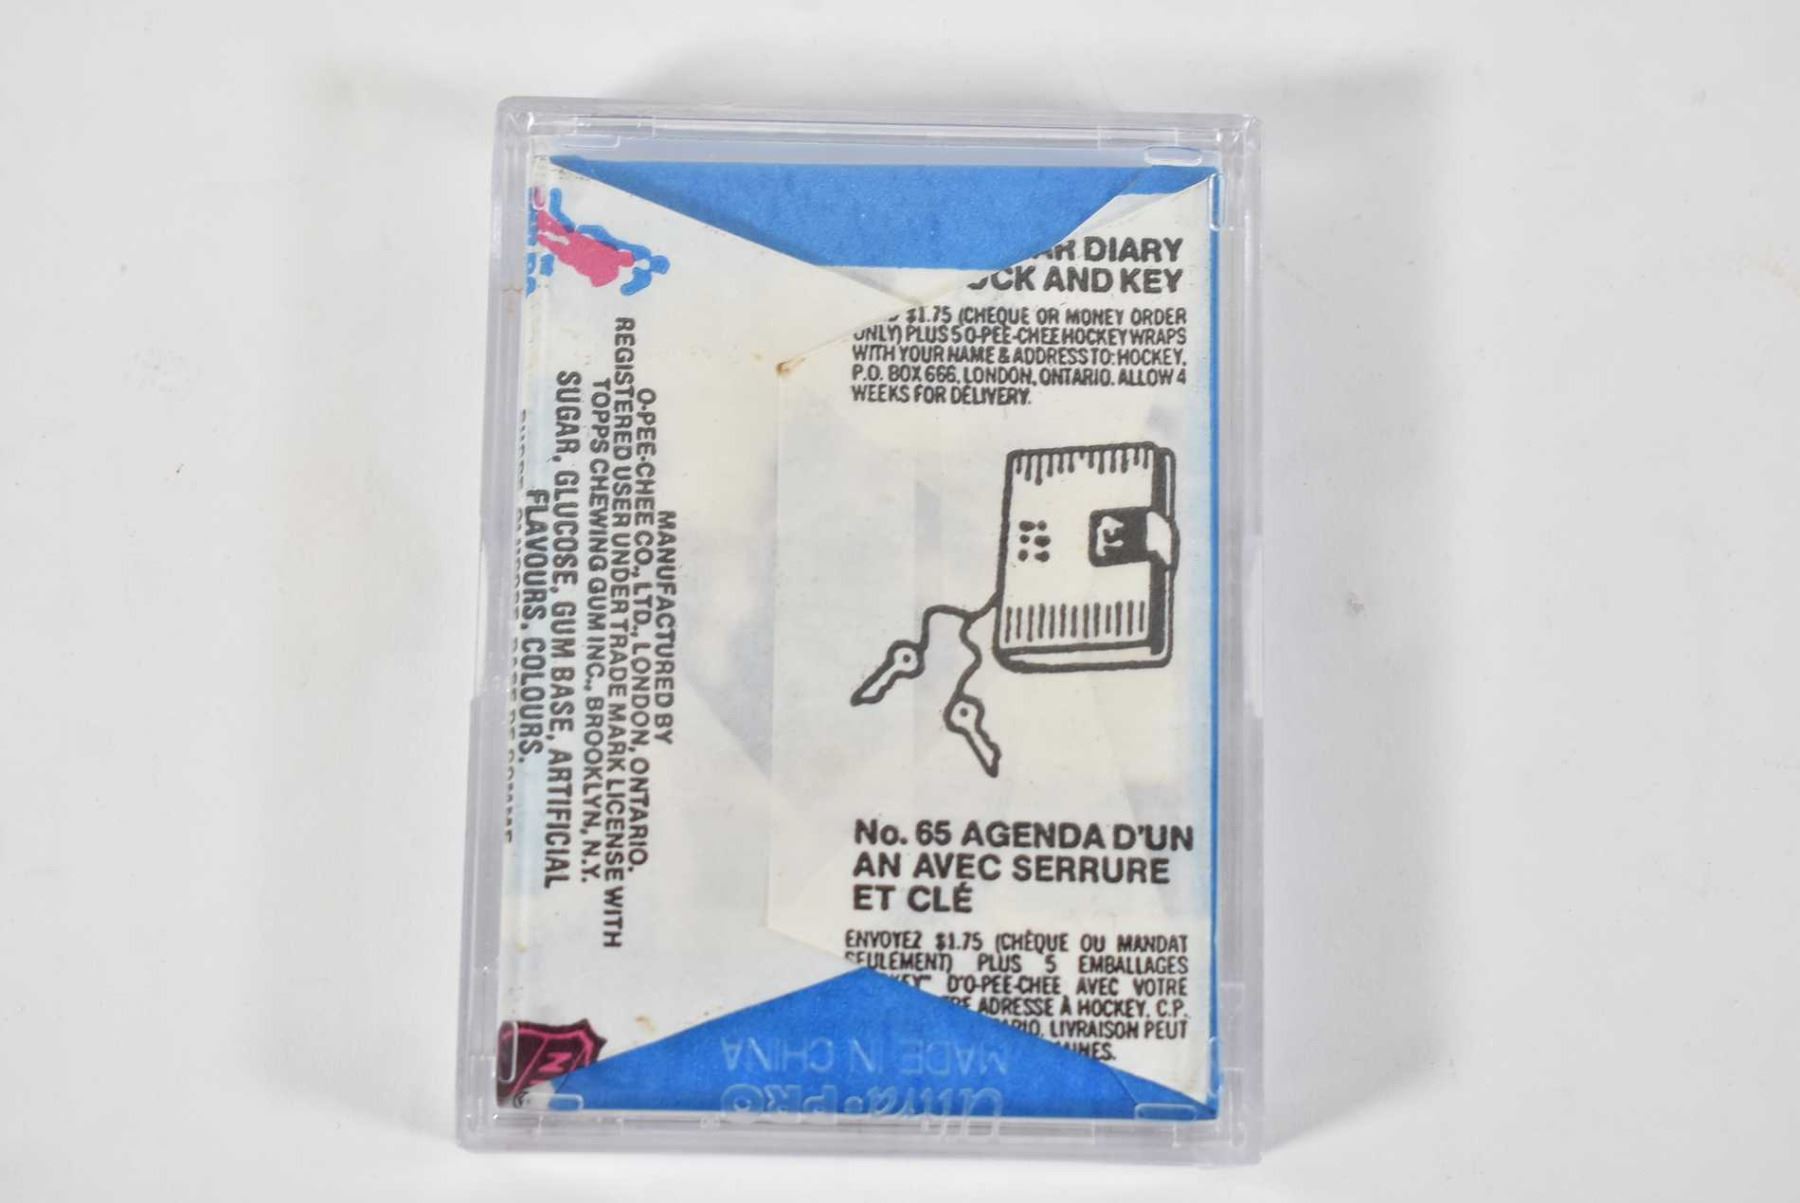 AR DIARY
OCK AND KEY
$1.75 (CHEQUE OR MONEY ORDER
ONLY) PLUS 5 O-PEE-CHEE HOCKEY WRAPS
WITH YOUR NAME & ADDRESS TO: HOCKEY,
P.O. BOX 666, LONDON, ONTARIO. ALLOW 4
WEEKS FOR DELIVERY.
No. 65 AGENDA D'UN
AN AVEC SERRURE
ET CLÉ
ENVOYEZ $1.75 (CHÈQUE OU MANDAT
SEULEMENT) PLUS 5 EMBALLAGES
D'O-PEE-CHEE AVEC VOTRE
ADRESSE À HOCKEY, C.P.
LIVRAISON PEUT
MANUFACTURED BY
O-PEE-CHEE CO., LTD., LONDON, ONTARIO.
REGISTERED USER UNDER TRADE MARK LICENSE WITH
TOPPS CHEWING GUM INC., BROOKLYN, N.Y.
SUGAR, GLUCOSE, GUM BASE, ARTIFICIAL
FLAVOURS, COLOURS.
Ultra•PRO
MADE IN CHINA